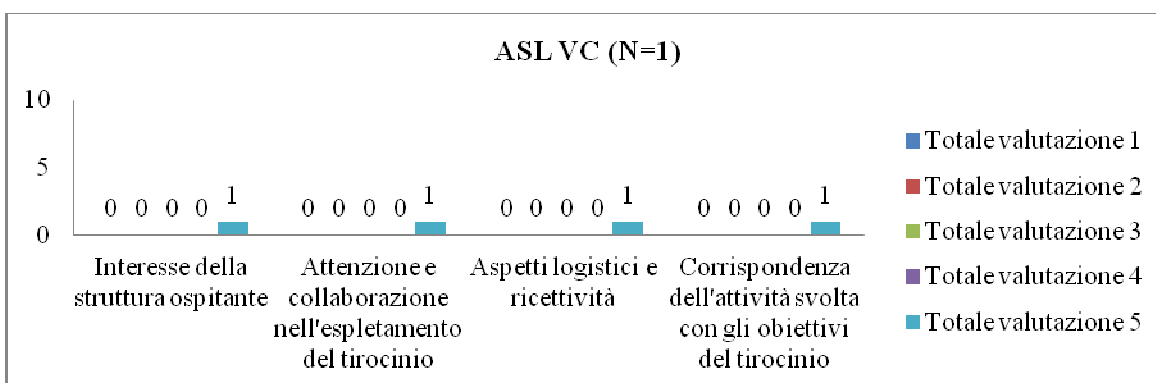 ASL VC (N=1)
10
5
0
0 0 0 0 1
0 0 0 0 1
0 0 0 0 1
0 0 0 0 1
Interesse della
struttura ospitante
Attenzione e
collaborazione
nell'espletamento
del tirocinio
Aspetti logistici e
ricettività
Corrispondenza
dell'attività svolta
con gli obiettivi
del tirocinio
Totale valutazione 1
Totale valutazione 2
Totale valutazione 3
Totale valutazione 4
Totale valutazione 5